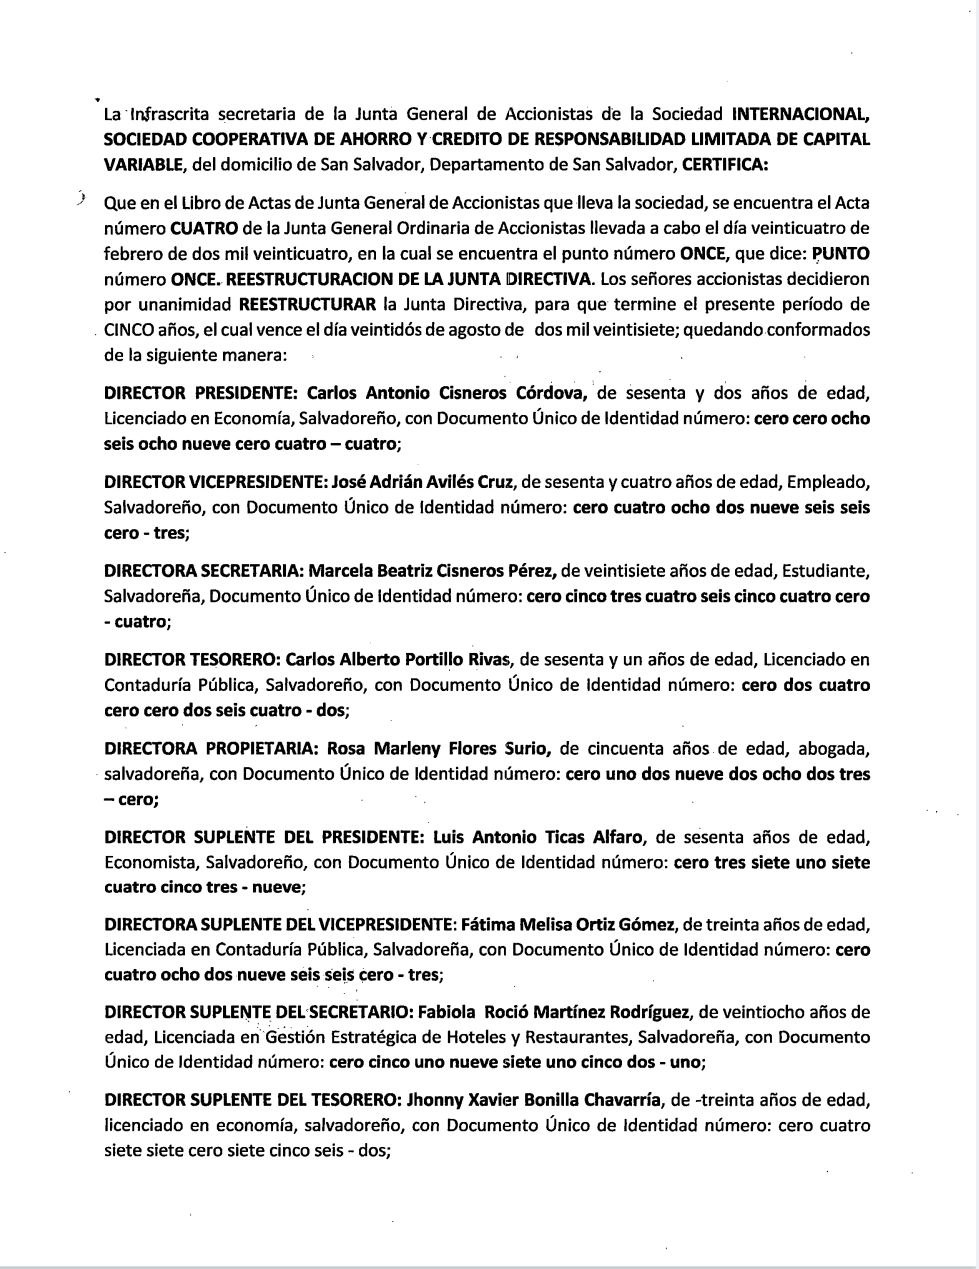 La Infrascrita secretaria de la Junta General de Accionistas de la Sociedad INTERNACIONAL,
SOCIEDAD COOPERATIVA DE AHORRO Y CREDITO DE RESPONSABILIDAD LIMITADA DE CAPITAL
VARIABLE, del domicilio de San Salvador, Departamento de San Salvador, CERTIFICA:
Que en el Libro de Actas de Junta General de Accionistas que lleva la sociedad, se encuentra el Acta
número CUATRO de la Junta General Ordinaria de Accionistas llevada a cabo el día veinticuatro de
febrero de dos mil veinticuatro, en la cual se encuentra el punto número ONCE, que dice: PUNTO
número ONCE. REESTRUCTURACION DE LA JUNTA DIRECTIVA. Los señores accionistas decidieron
por unanimidad REESTRUCTURAR la Junta Directiva, para que termine el presente período de
CINCO años, el cual vence el día veintidós de agosto de dos mil veintisiete; quedando conformados
de la siguiente manera:
DIRECTOR PRESIDENTE: Carlos Antonio Cisneros Córdova, de sesenta y dos años de edad,
Licenciado en Economía, Salvadoreño, con Documento Único de Identidad número: cero cero ocho
seis ocho nueve cero cuatro – cuatro;
DIRECTOR VICEPRESIDENTE: José Adrián Avilés Cruz, de sesenta y cuatro años de edad, Empleado,
Salvadoreño, con Documento Único de Identidad número: cero cuatro ocho dos nueve seis seis
cero - tres;
DIRECTORA SECRETARIA: Marcela Beatriz Cisneros Pérez, de veintisiete años de edad, Estudiante,
Salvadoreña, Documento Único de Identidad número: cero cinco tres cuatro seis cinco cuatro cero
- cuatro;
DIRECTOR TESORERO: Carlos Alberto Portillo Rivas, de sesenta y un años de edad, Licenciado en
Contaduría Pública, Salvadoreño, con Documento Único de Identidad número: cero dos cuatro
cero cero dos seis cuatro - dos;
DIRECTORA PROPIETARIA: Rosa Marleny Flores Surio, de cincuenta años de edad, abogada,
salvadoreña, con Documento Único de Identidad número: cero uno dos nueve dos ocho dos tres
– cero;
DIRECTOR SUPLENTE DEL PRESIDENTE: Luis Antonio Ticas Alfaro, de sesenta años de edad,
Economista, Salvadoreño, con Documento Único de Identidad número: cero tres siete uno siete
cuatro cinco tres - nueve;
DIRECTORA SUPLENTE DEL VICEPRESIDENTE: Fátima Melisa Ortiz Gómez, de treinta años de edad,
Licenciada en Contaduría Pública, Salvadoreña, con Documento Único de Identidad número: cero
cuatro ocho dos nueve seis seis cero - tres;
DIRECTOR SUPLENTE DEL SECRETARIO: Fabiola Roció Martínez Rodríguez, de veintiocho años de
edad, Licenciada en Gestión Estratégica de Hoteles y Restaurantes, Salvadoreña, con Documento
Único de Identidad número: cero cinco uno nueve siete uno cinco dos - uno;
DIRECTOR SUPLENTE DEL TESORERO: Jhonny Xavier Bonilla Chavarría, de -treinta años de edad,
licenciado en economía, salvadoreño, con Documento Único de Identidad número: cero cuatro
siete siete cero siete cinco seis - dos;